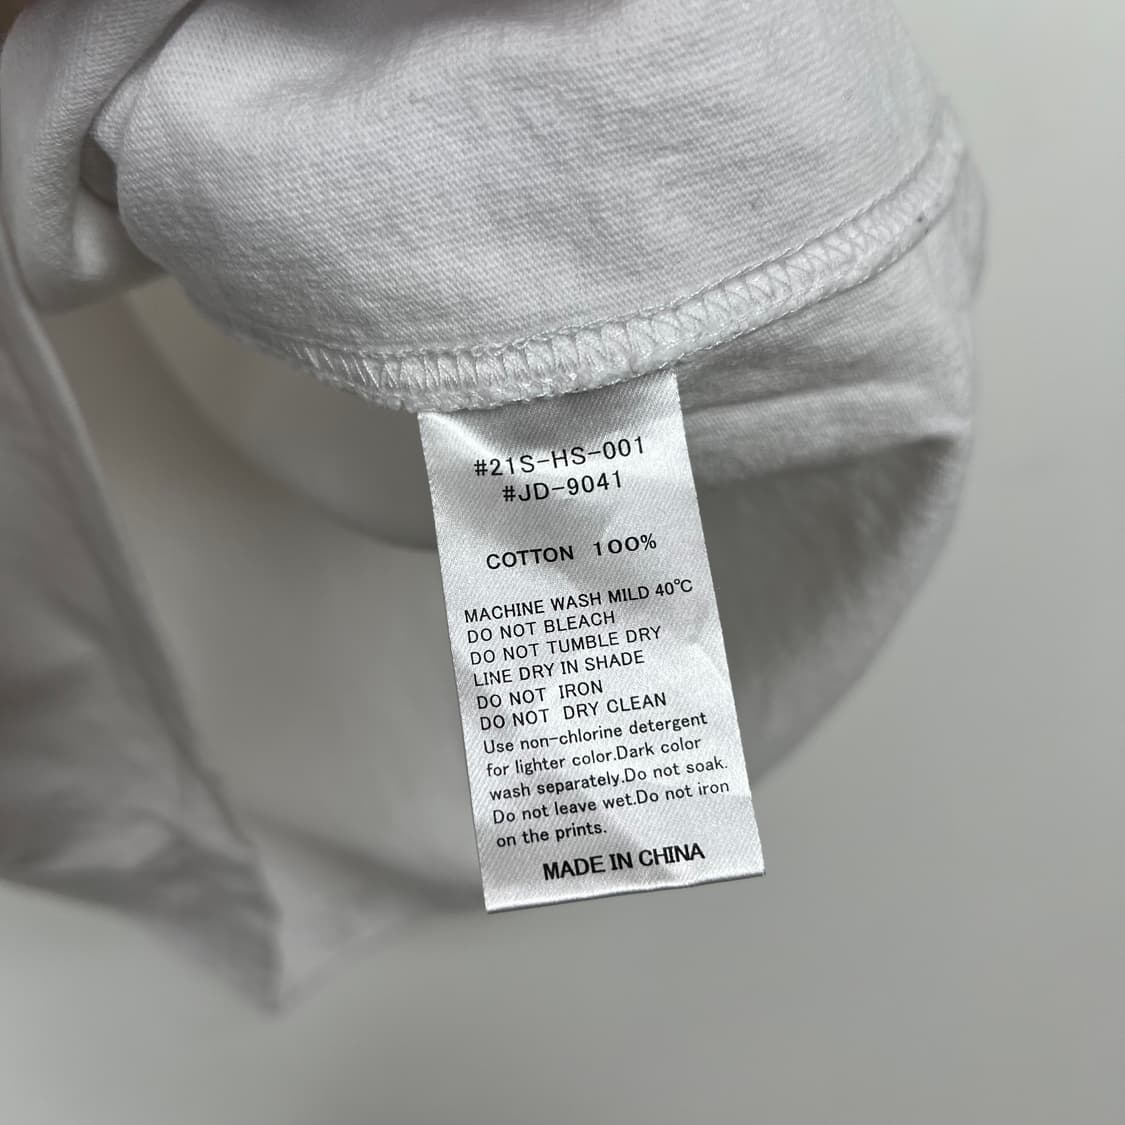 #21S-HS-001
#JD-9041
COTTON 100%
MACHINE WASH MILD 40℃
DO NOT BLEACH
DO NOT TUMBLE DRY
LINE DRY IN SHADE
DO NOT IRON
DO NOT DRY CLEAN
Use non-chlorine detergent
for lighter color.Dark color
wash separately.Do not soak.
Do not leave wet.Do not iron
on the prints.
MADE IN CHINA